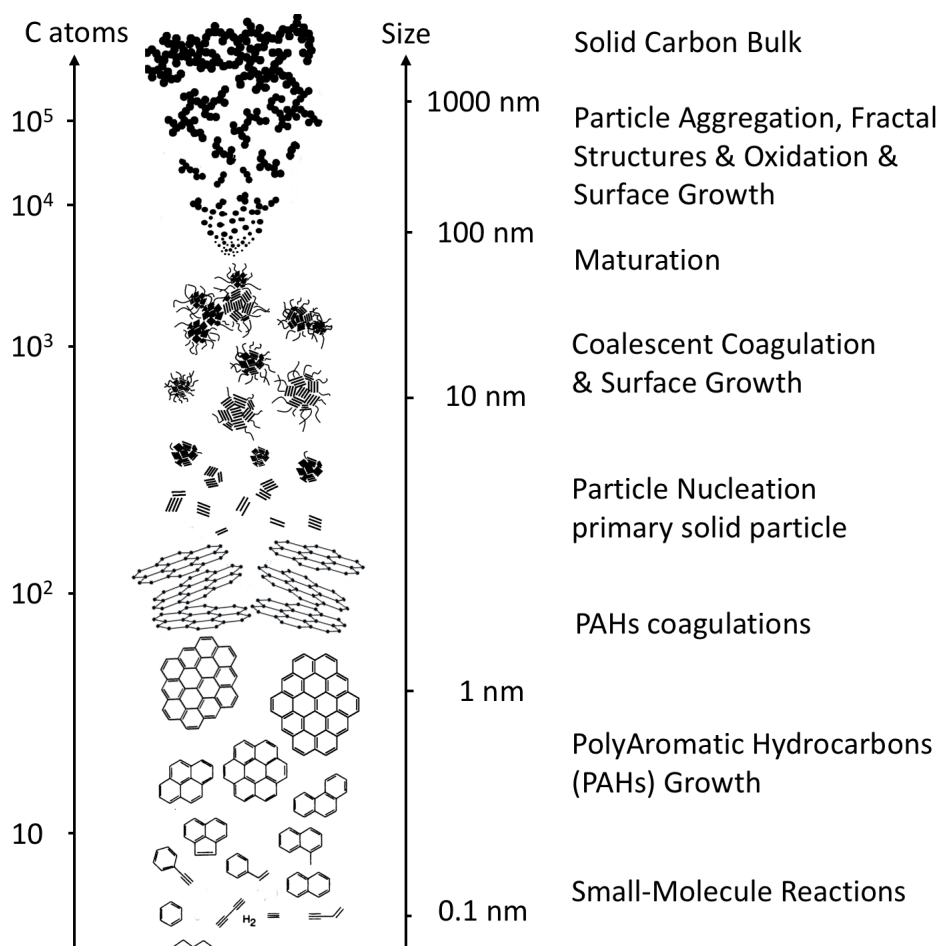 C atoms
Size
Solid Carbon Bulk
1000 nm
10⁵
Particle Aggregation, Fractal
Structures & Oxidation &
Surface Growth
10⁴
100 nm
Maturation
10³
Coalescent Coagulation
& Surface Growth
10 nm
Particle Nucleation
primary solid particle
10²
PAHs coagulations
1 nm
PolyAromatic Hydrocarbons
(PAHs) Growth
10
Small-Molecule Reactions
H₂
0.1 nm